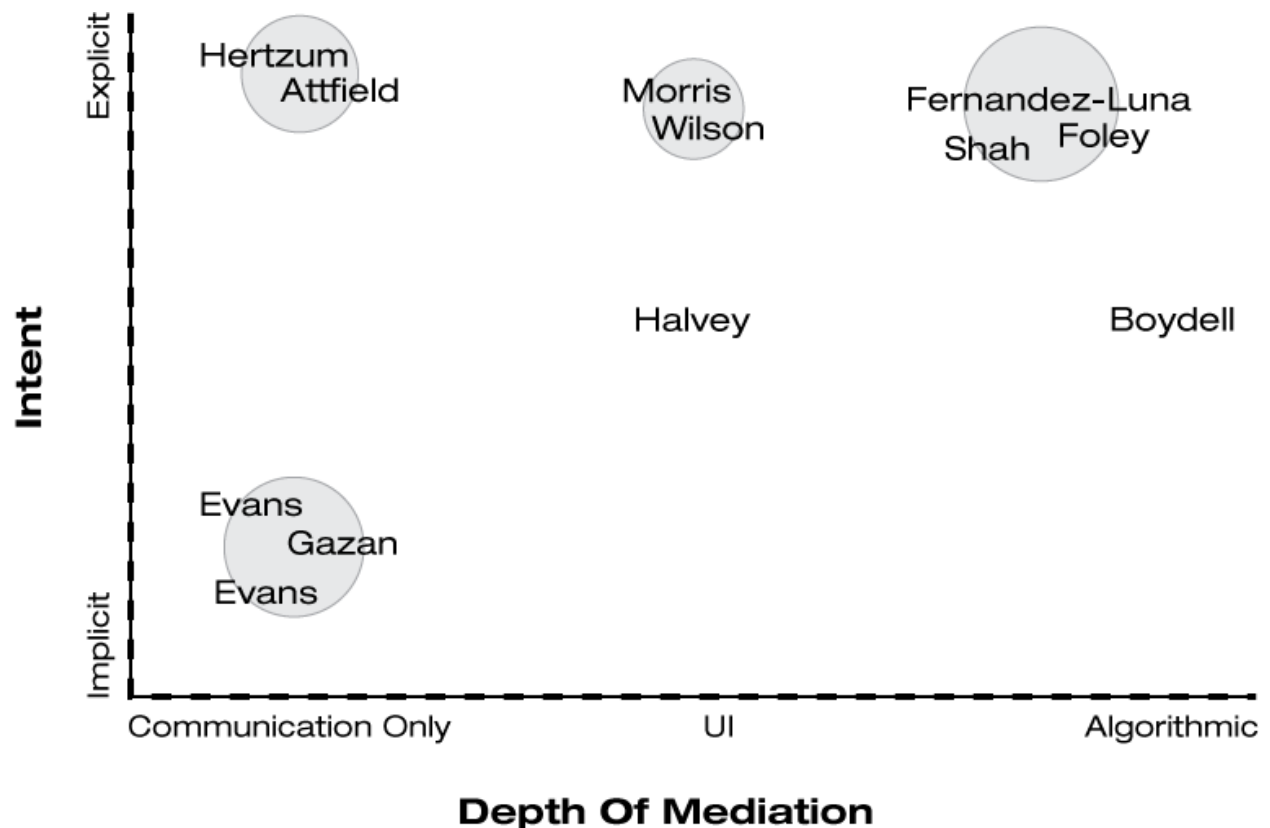 Explicit
Hertzum
Attfield
Morris
Wilson
Fernandez-Luna
Foley
Shah
Intent
Halvey
Boydell
Evans
Gazan
Evans
Implicit
Communication Only
UI
Algorithmic
Depth Of Mediation